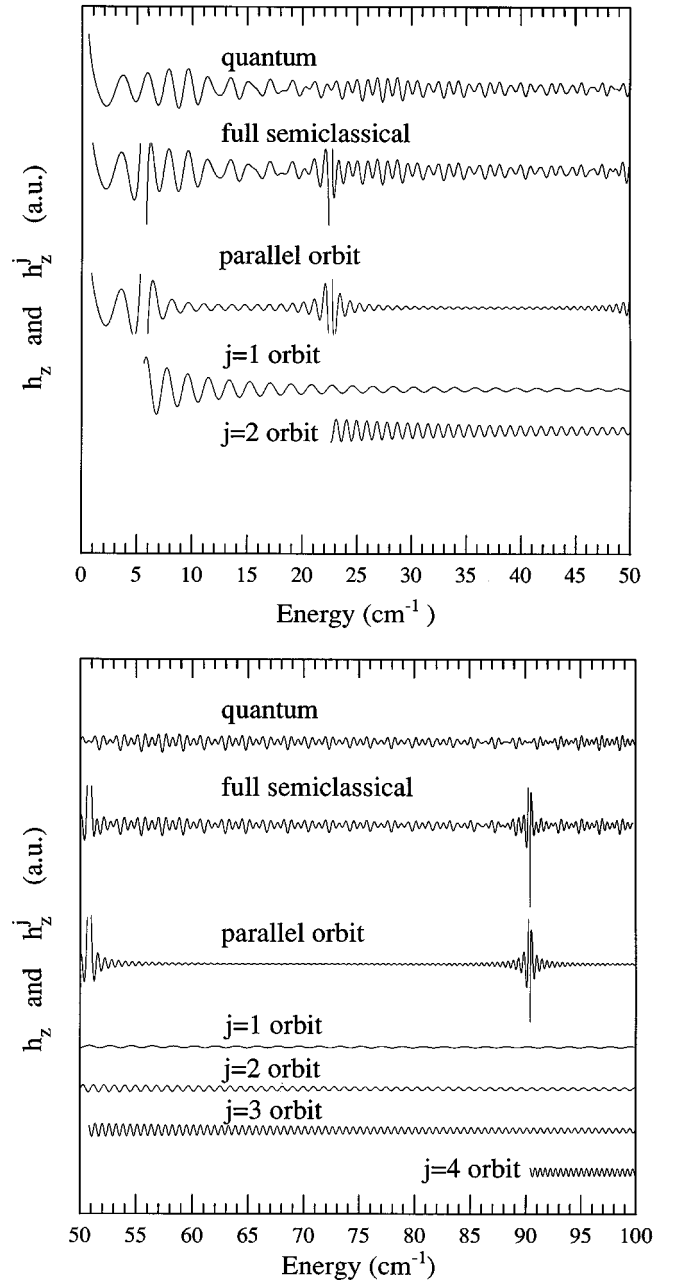 quantum
full semiclassical
parallel orbit
j=1 orbit
j=2 orbit
h_z and h_z^j (a.u.)
0 5 10 15 20 25 30 35 40 45 50
Energy (cm^-1 )
quantum
full semiclassical
parallel orbit
j=1 orbit
j=2 orbit
j=3 orbit
j=4 orbit
h_z and h_z^j (a.u.)
50 55 60 65 70 75 80 85 90 95 100
Energy (cm^-1)